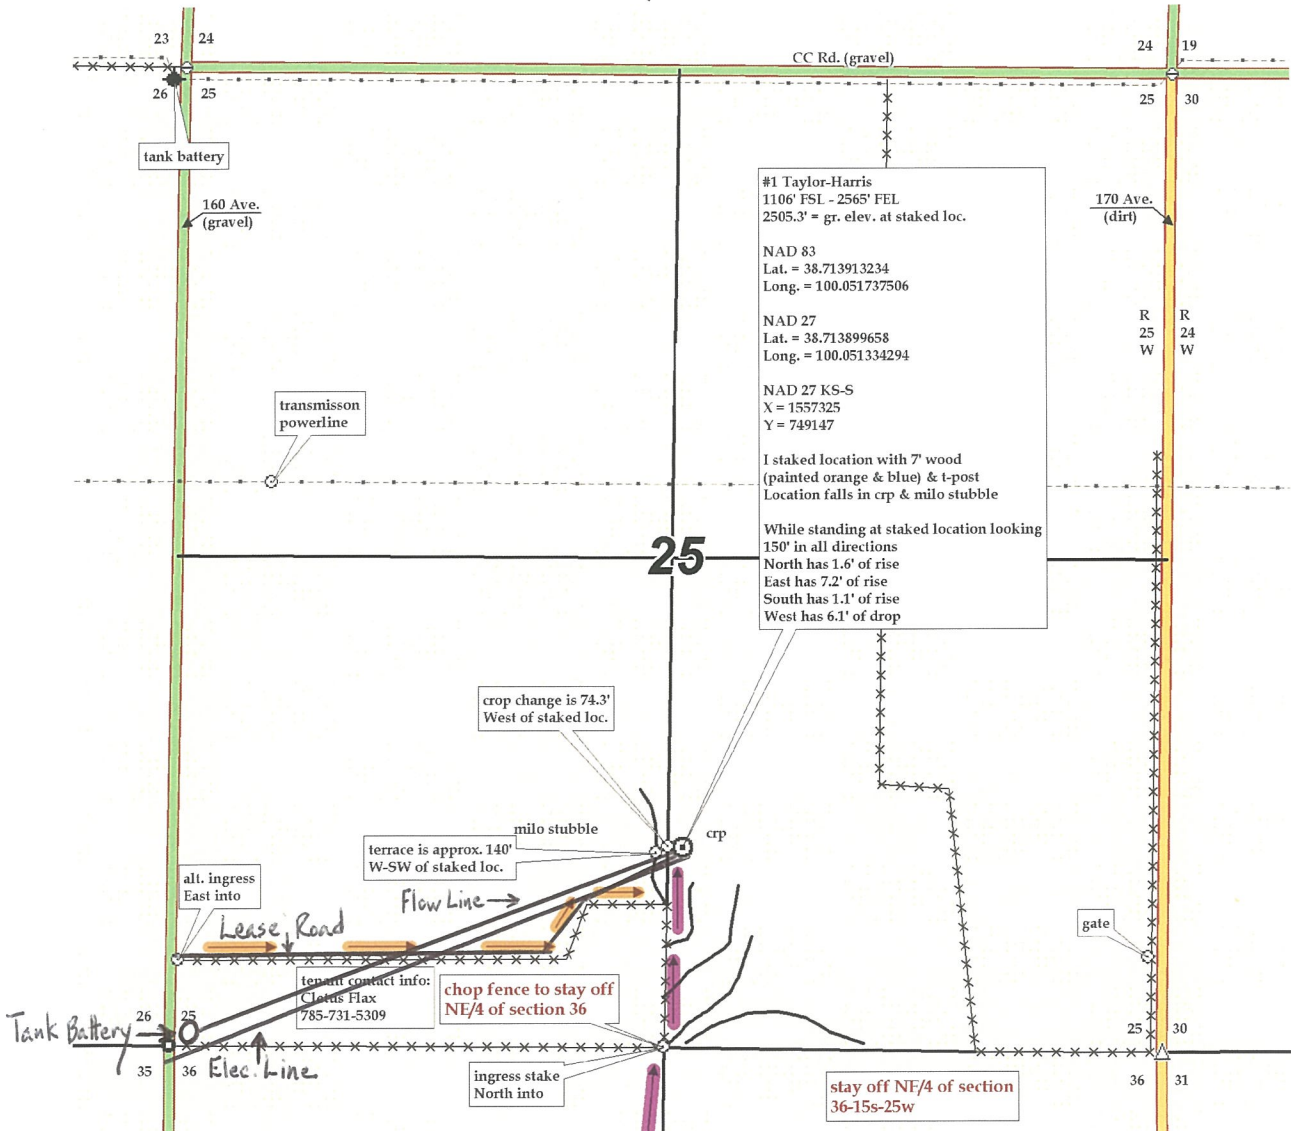 CC Rd. (gravel)
23
24
26
25
24
19
25
30
tank battery
160 Ave.
(gravel)
170 Ave.
(dirt)
R
25
W
R
24
W
#1 Taylor-Harris
1106' FSL - 2565' FEL
2505.3' = gr. elev. at staked loc.
NAD 83
Lat. = 38.713913234
Long. = 100.051737506
NAD 27
Lat. = 38.713899658
Long. = 100.051334294
NAD 27 KS-S
X = 1557325
Y = 749147
I staked location with 7' wood
(painted orange & blue) & t-post
Location falls in crp & milo stubble
While standing at staked location looking
150' in all directions
North has 1.6' of rise
East has 7.2' of rise
South has 1.1' of rise
West has 6.1' of drop
transmisson
powerline
25
crop change is 74.3'
West of staked loc.
milo stubble
crp
terrace is approx. 140'
W-SW of staked loc.
alt. ingress
East into
Flow Line
Lease Road
gate
tenant contact info:
Cletus Flax
785-731-5309
chop fence to stay off
NE/4 of section 36
26
25
Tank Battery
35
36
Elec. Line
ingress stake
North into
25
30
36
31
stay off NE/4 of section
36-15s-25w